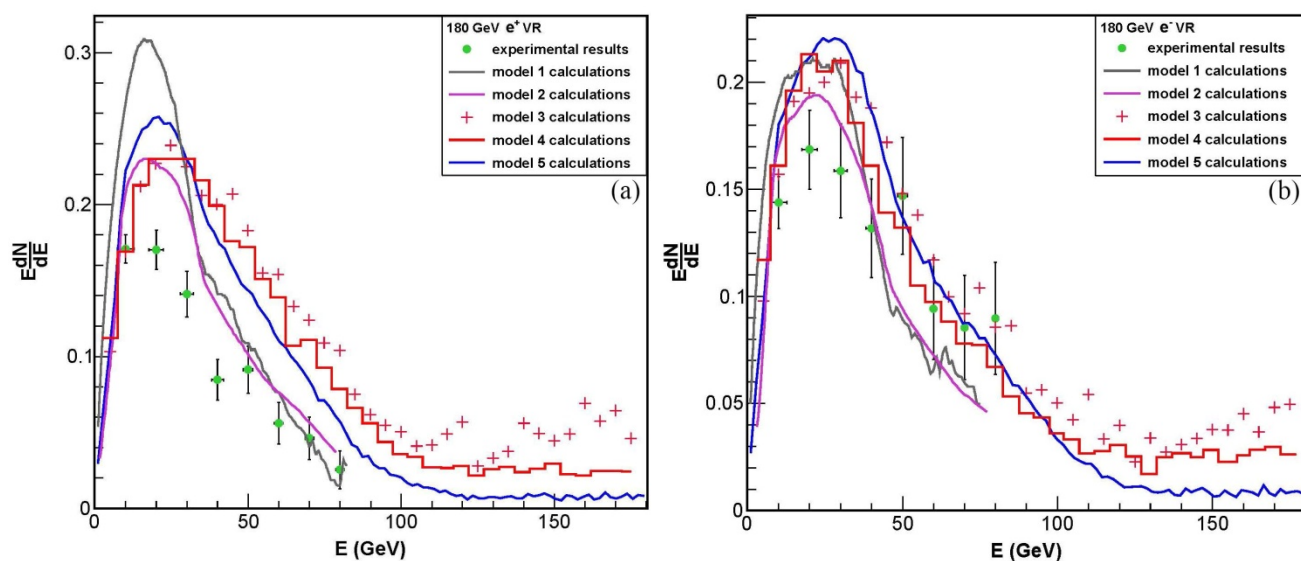 180 GeV e⁺ VR
experimental results
model 1 calculations
model 2 calculations
model 3 calculations
model 4 calculations
model 5 calculations
(a)
E dN/dE
0.3
0.2
0.1
0
0 50 100 150
E (GeV)
180 GeV e⁻ VR
experimental results
model 1 calculations
model 2 calculations
model 3 calculations
model 4 calculations
model 5 calculations
(b)
E dN/dE
0.2
0.15
0.1
0.05
0
0 50 100 150
E (GeV)